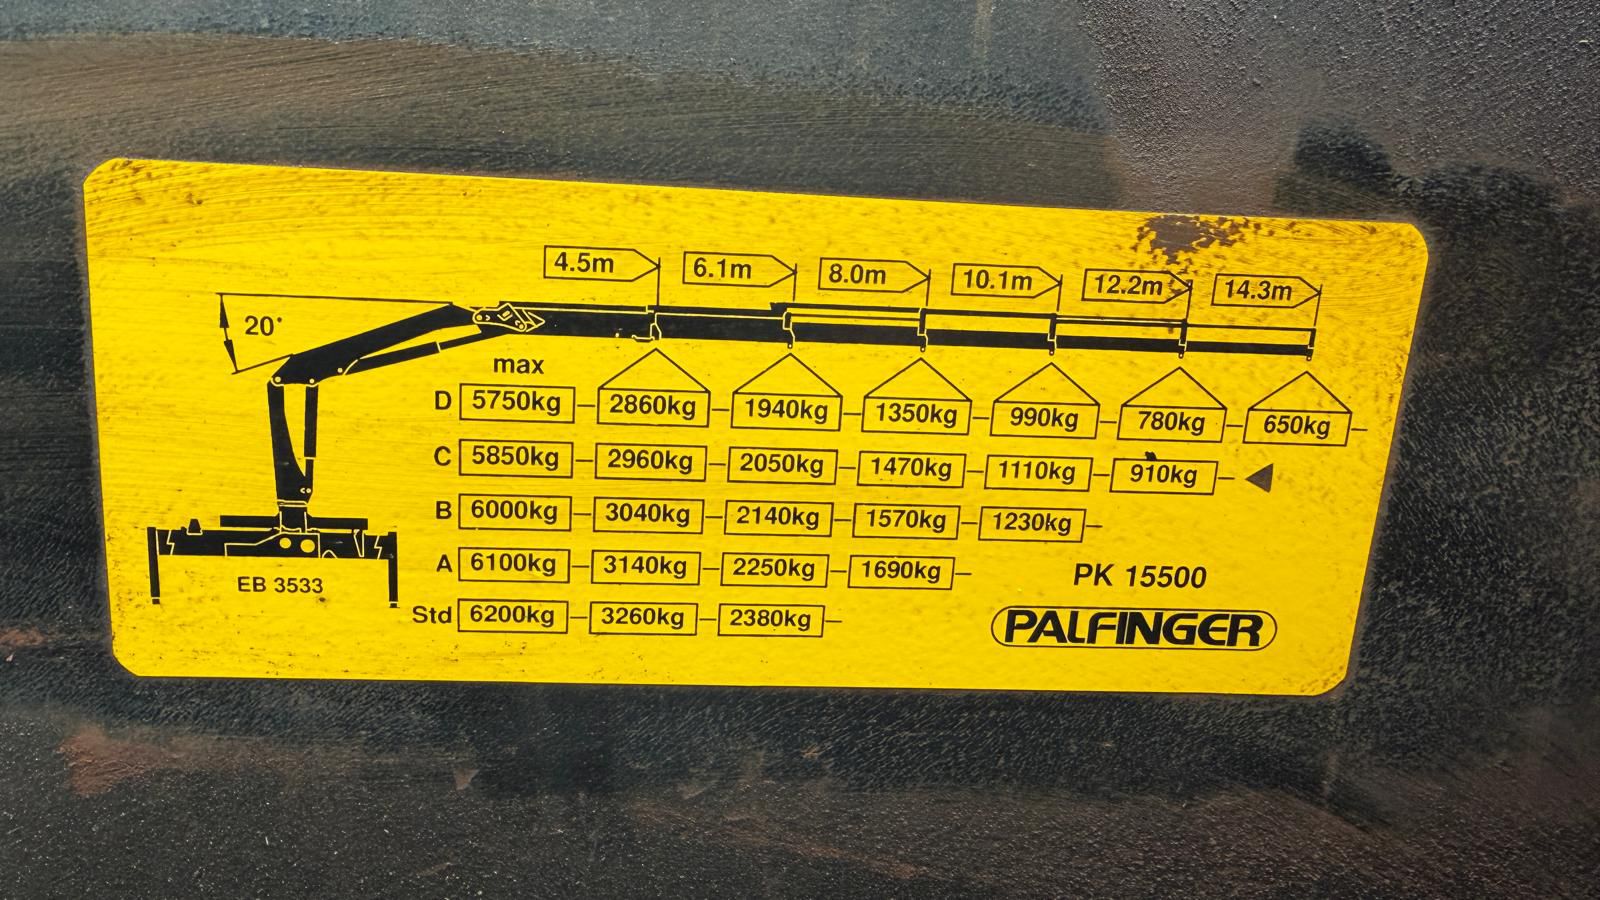 4.5m 6.1m 8.0m 10.1m 12.2m 14.3m
20°
max
D 5750kg 2860kg 1940kg 1350kg 990kg 780kg 650kg
C 5850kg 2960kg 2050kg 1470kg 1110kg 910kg
B 6000kg 3040kg 2140kg 1570kg 1230kg
A 6100kg 3140kg 2250kg 1690kg
Std 6200kg 3260kg 2380kg
EB 3533
PK 15500
PALFINGER